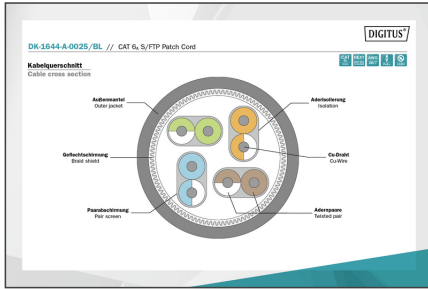 DIGITUS®
DK-1644-A-0025/BL // CAT 6A S/FTP Patch Cord
Kabelquerschnitt
Cable cross section
Außenmantel
Outer jacket
Aderisolierung
Isolation
Geflechtschirmung
Braid shield
Cu-Draht
Cu-Wire
Paarabschirmung
Pair screen
Adernpaare
Twisted pair